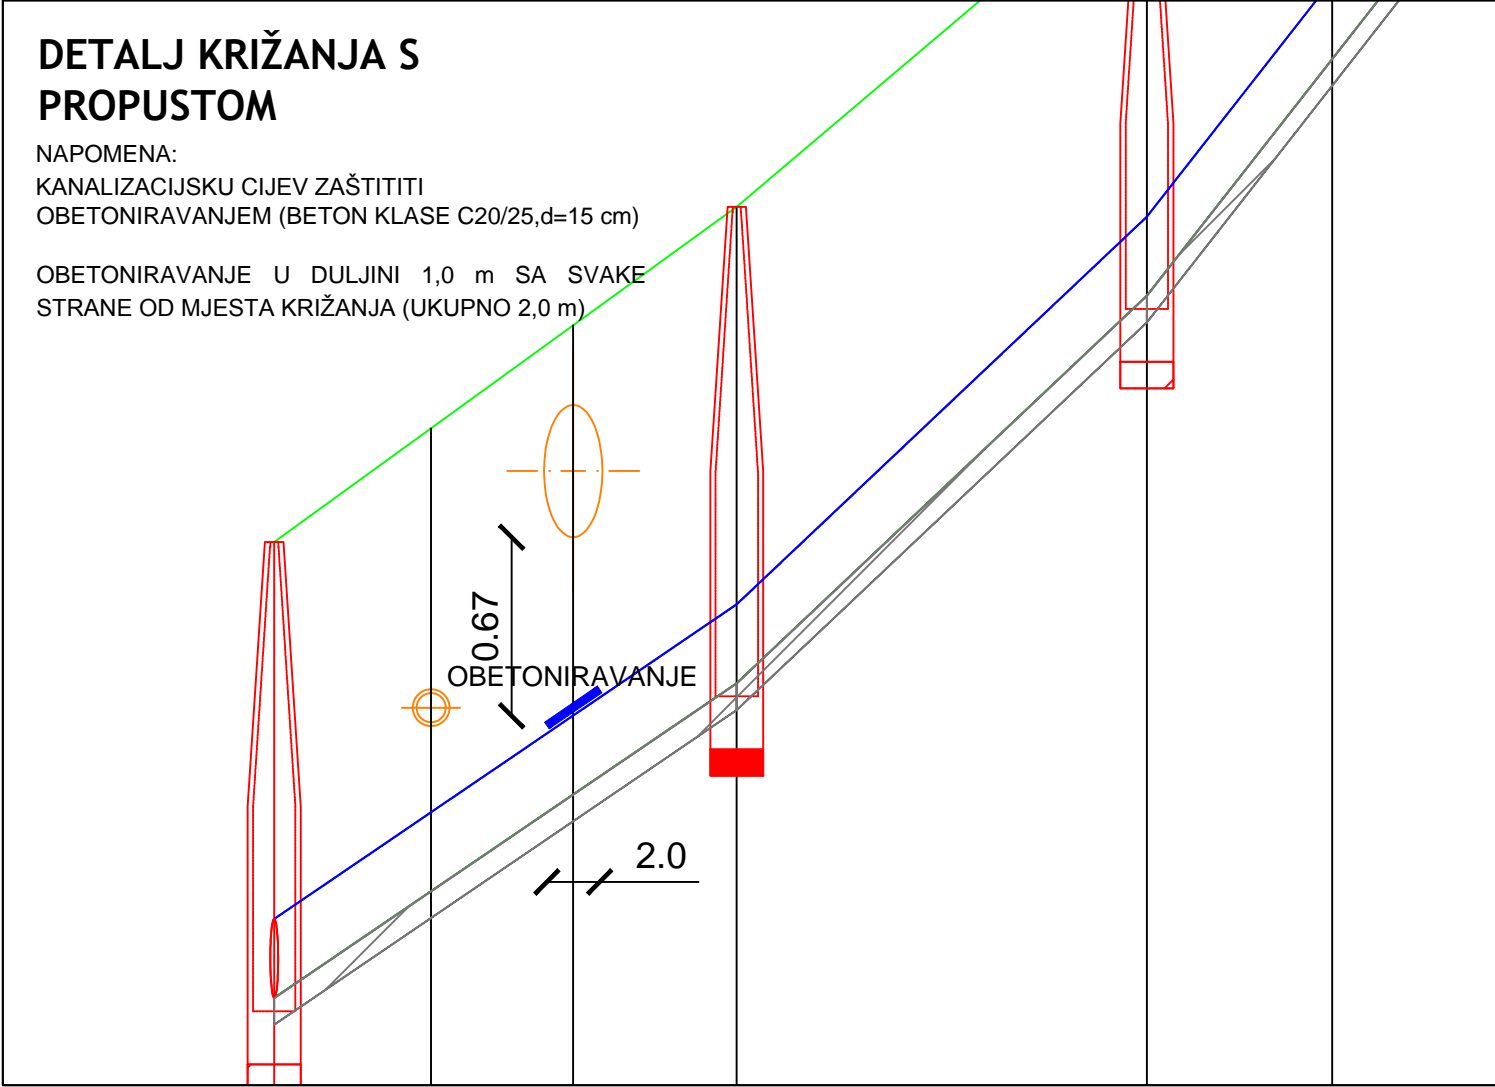 DETALJ KRIŽANJA S
PROPUSTOM
NAPOMENA:
KANALIZACIJSKU CIJEV ZAŠTITITI
OBETONIRAVANJEM (BETON KLASE C20/25,d=15 cm)
OBETONIRAVANJE U DULJINI 1,0 m SA SVAKE
STRANE OD MJESTA KRIŽANJA (UKUPNO 2,0 m)
0.67
OBETONIRAVANJE
2.0